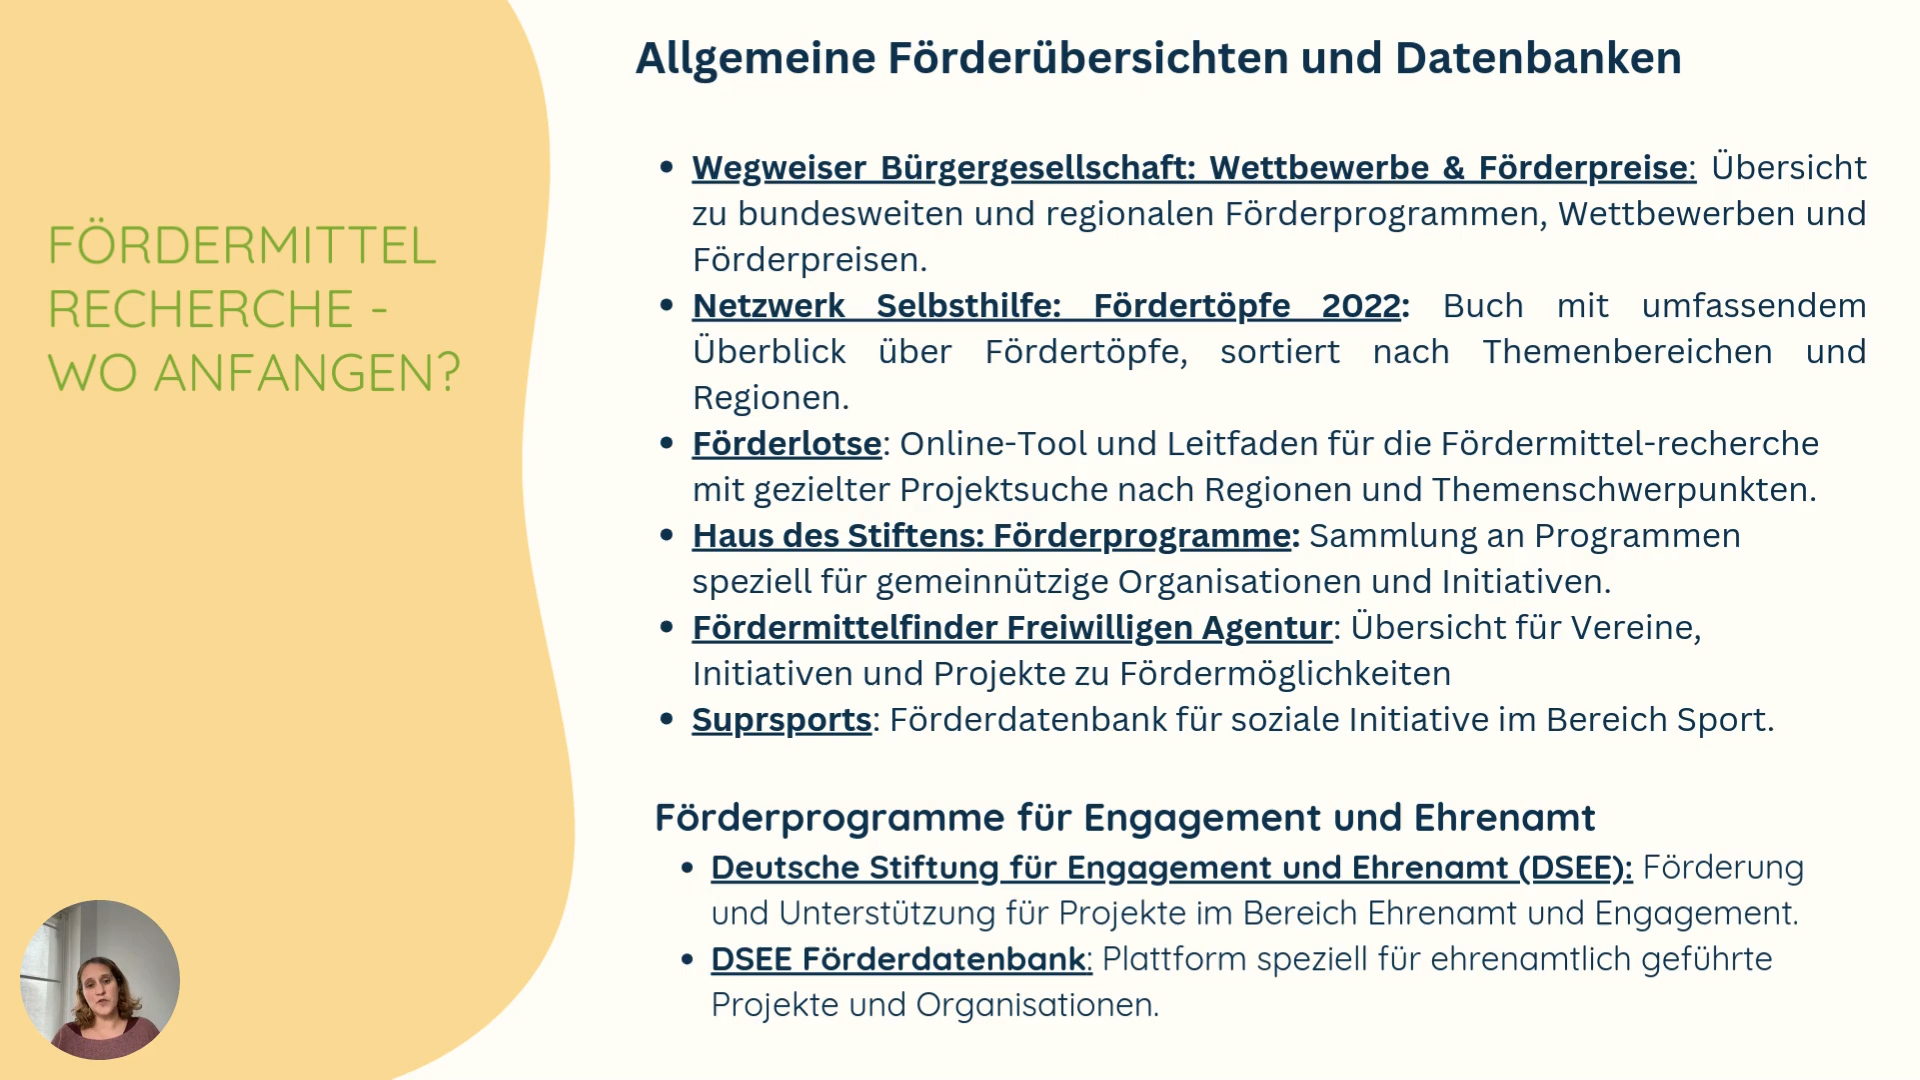 FÖRDERMITTEL
RECHERCHE -
WO ANFANGEN?
Allgemeine Förderübersichten und Datenbanken
• Wegweiser Bürgergesellschaft: Wettbewerbe & Förderpreise: Übersicht
zu bundesweiten und regionalen Förderprogrammen, Wettbewerben und
Förderpreisen.
• Netzwerk Selbsthilfe: Fördertöpfe 2022: Buch mit umfassendem
Überblick über Fördertöpfe, sortiert nach Themenbereichen und
Regionen.
• Förderlotse: Online-Tool und Leitfaden für die Fördermittel-recherche
mit gezielter Projektsuche nach Regionen und Themenschwerpunkten.
• Haus des Stiftens: Förderprogramme: Sammlung an Programmen
speziell für gemeinnützige Organisationen und Initiativen.
• Fördermittelfinder Freiwilligen Agentur: Übersicht für Vereine,
Initiativen und Projekte zu Fördermöglichkeiten
• Suprsports: Förderdatenbank für soziale Initiative im Bereich Sport.
Förderprogramme für Engagement und Ehrenamt
• Deutsche Stiftung für Engagement und Ehrenamt (DSEE): Förderung
und Unterstützung für Projekte im Bereich Ehrenamt und Engagement.
• DSEE Förderdatenbank: Plattform speziell für ehrenamtlich geführte
Projekte und Organisationen.